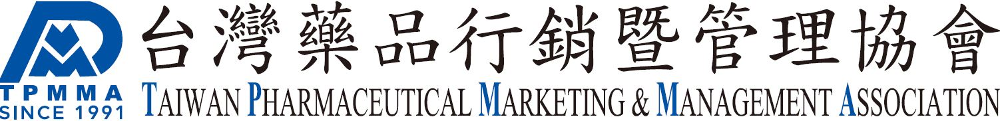 TPMMA
SINCE 1991
台灣藥品行銷暨管理協會
TAIWAN PHARMACEUTICAL MARKETING & MANAGEMENT ASSOCIATION